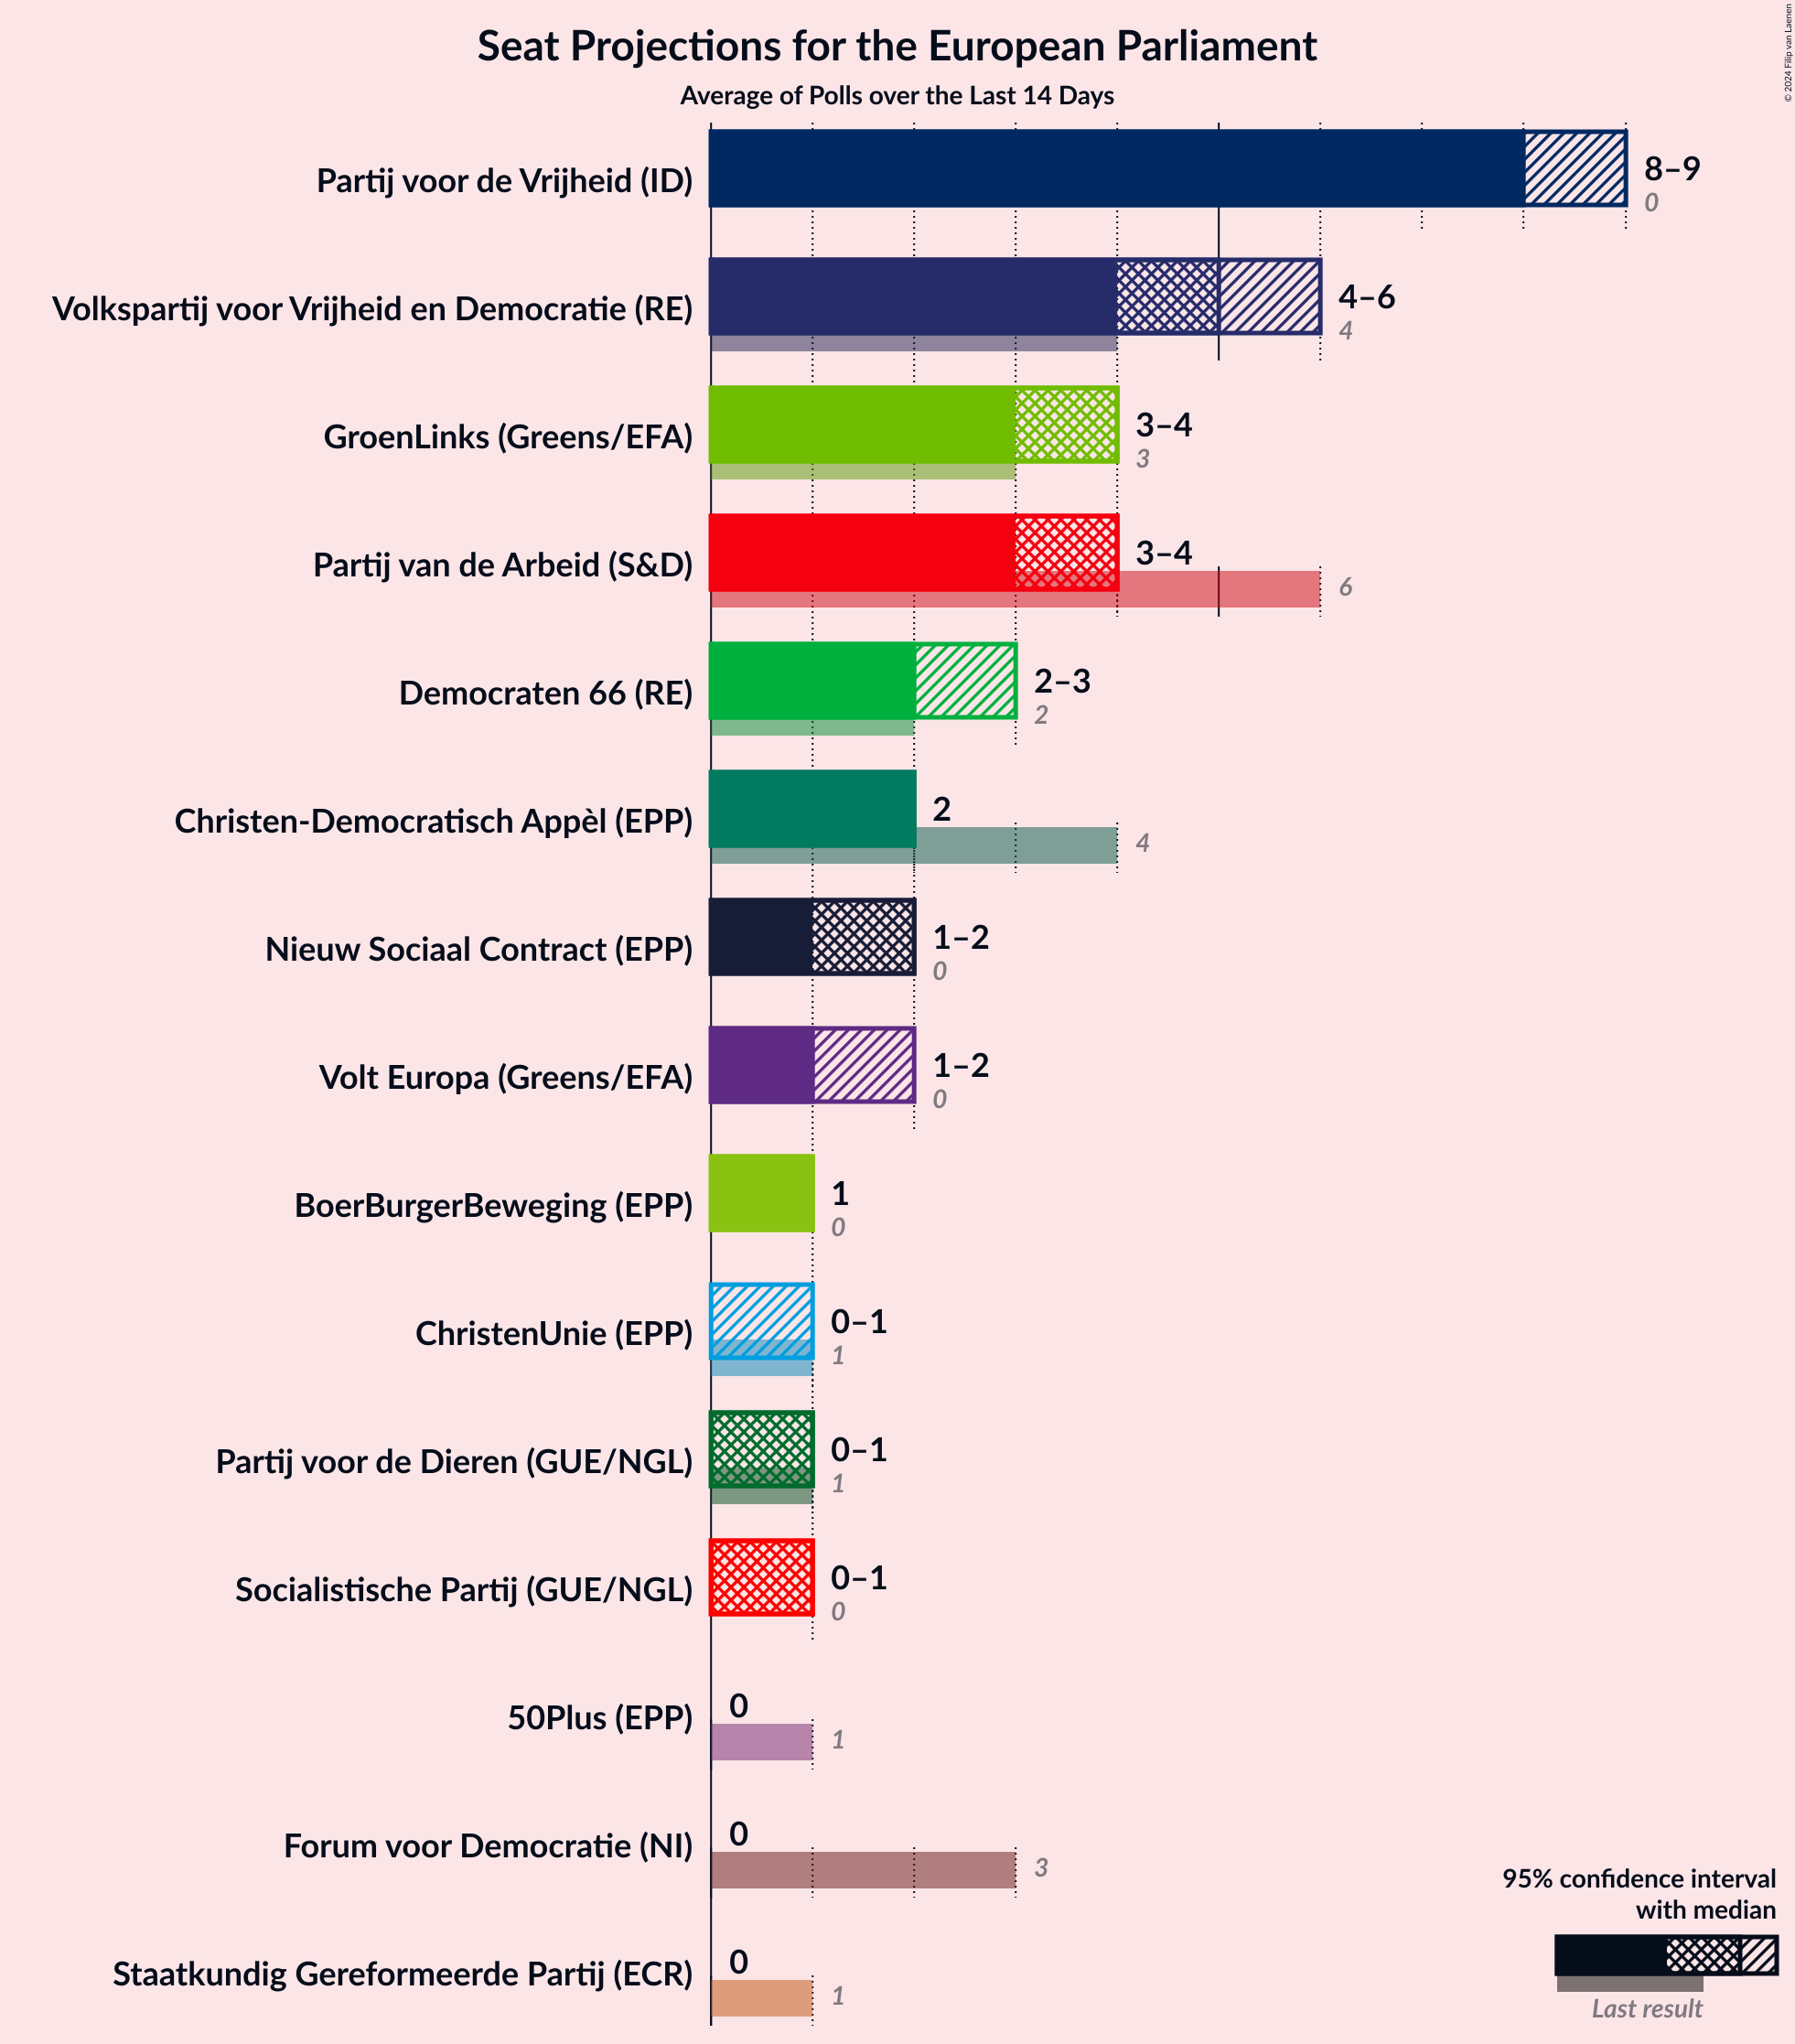 © 2024 Filip van Laenen
Seat Projections for the European Parliament
Average of Polls over the Last 14 Days
Partij voor de Vrijheid (ID)
8–9
0
Volkspartij voor Vrijheid en Democratie (RE)
4–6
4
GroenLinks (Greens/EFA)
3–4
3
Partij van de Arbeid (S&D)
3–4
6
Democraten 66 (RE)
2–3
2
Christen-Democratisch Appèl (EPP)
2
4
Nieuw Sociaal Contract (EPP)
1–2
0
Volt Europa (Greens/EFA)
1–2
0
BoerBurgerBeweging (EPP)
1
0
ChristenUnie (EPP)
0–1
1
Partij voor de Dieren (GUE/NGL)
0–1
1
Socialistische Partij (GUE/NGL)
0–1
0
50Plus (EPP)
0
1
Forum voor Democratie (NI)
0
3
Staatkundig Gereformeerde Partij (ECR)
0
1
95% confidence interval
with median
Last result